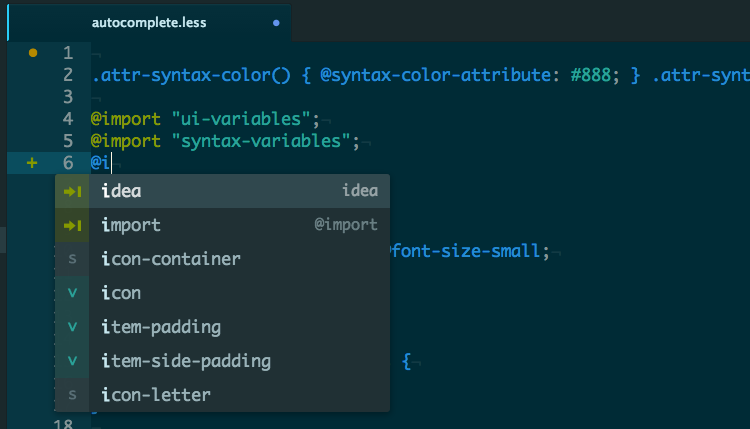 autocomplete.less
1
2 .attr-syntax-color() { @syntax-color-attribute: #888; } .attr-synt
3
4 @import "ui-variables";
5 @import "syntax-variables";
6 @i
idea idea
import @import
s icon-container
font-size-small;
v icon
v item-padding
v item-side-padding
{
s icon-letter
18